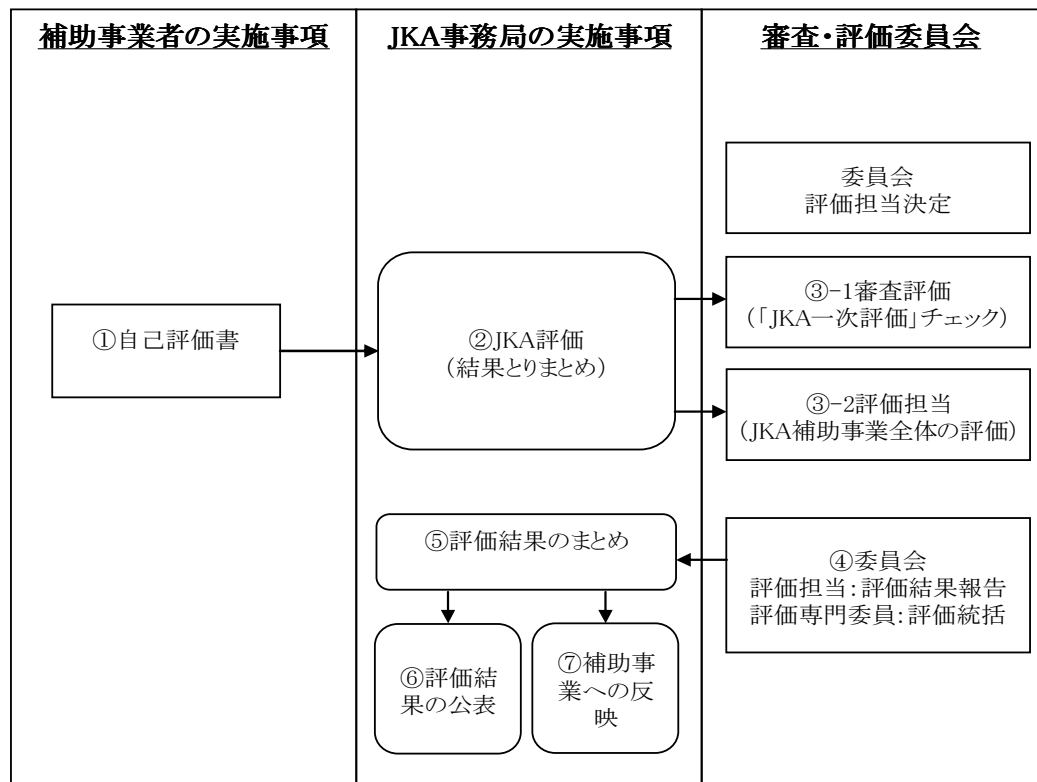 補助事業者の実施事項
JKA事務局の実施事項
審査・評価委員会
委員会
評価担当決定
①自己評価書
②JKA評価
(結果とりまとめ)
③-1審査評価
(「JKA一次評価」チェック)
③-2評価担当
(JKA補助事業全体の評価)
④委員会
評価担当:評価結果報告
評価専門委員:評価統括
⑤評価結果のまとめ
⑥評価結
果の公表
⑦補助事
業への反
映